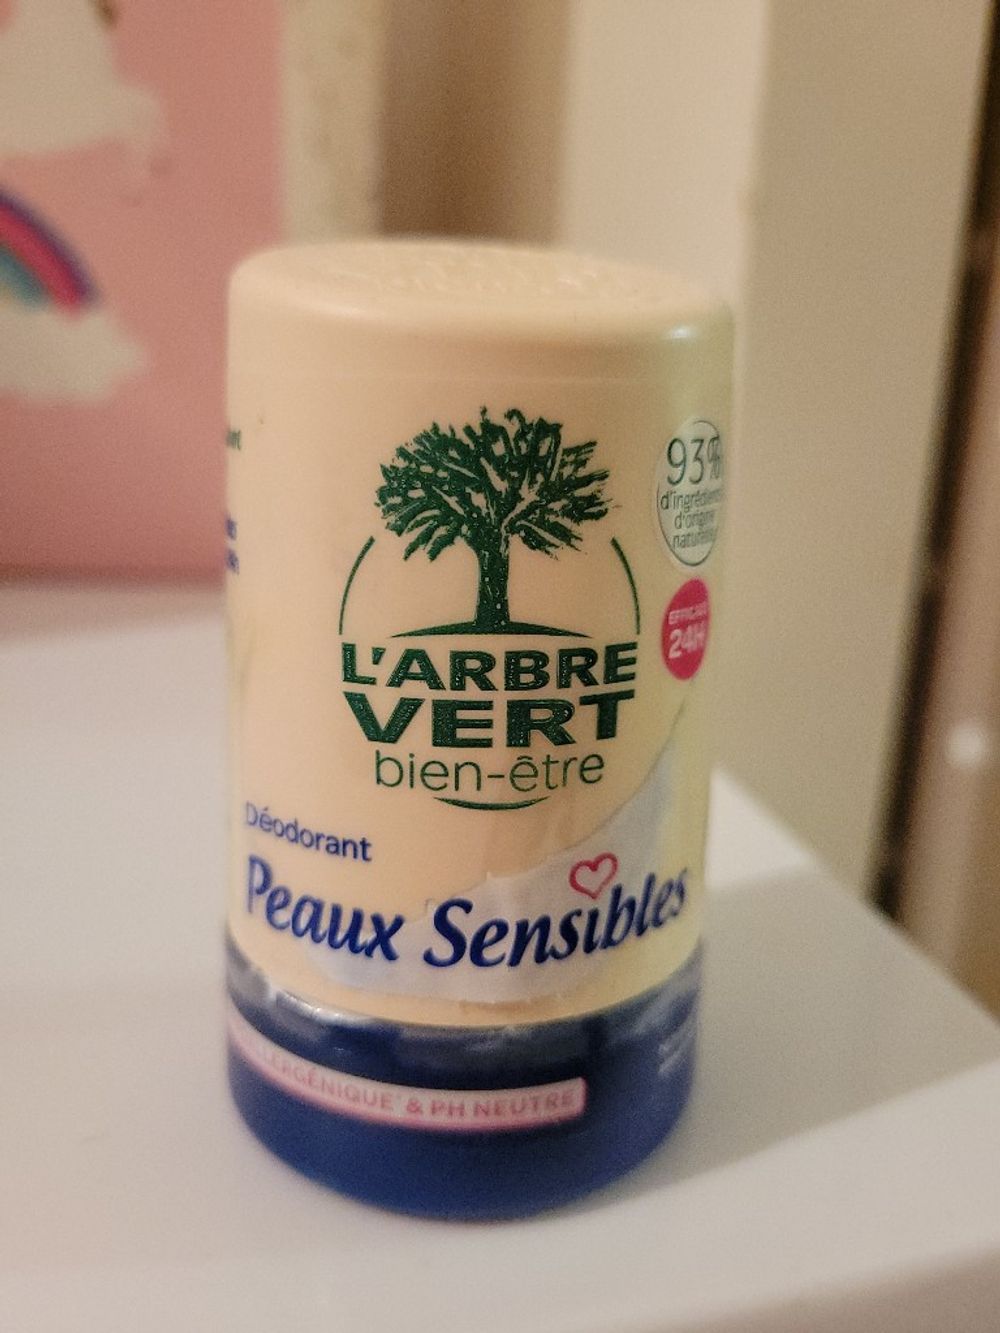 L'ARBRE
VERT
bien-être
93%
d'ingrédients
d'origine
naturelle
24H
Déodorant
Peaux Sensibles
& PH NEUTRE